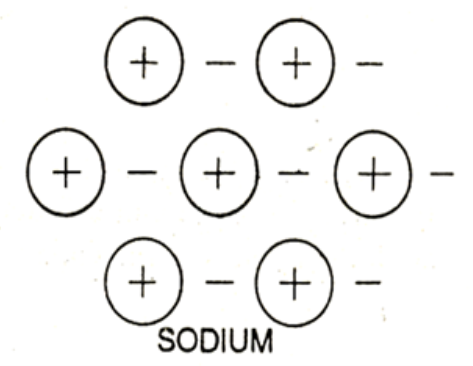 + − + −
+ − + − + −
+ − + −
SODIUM